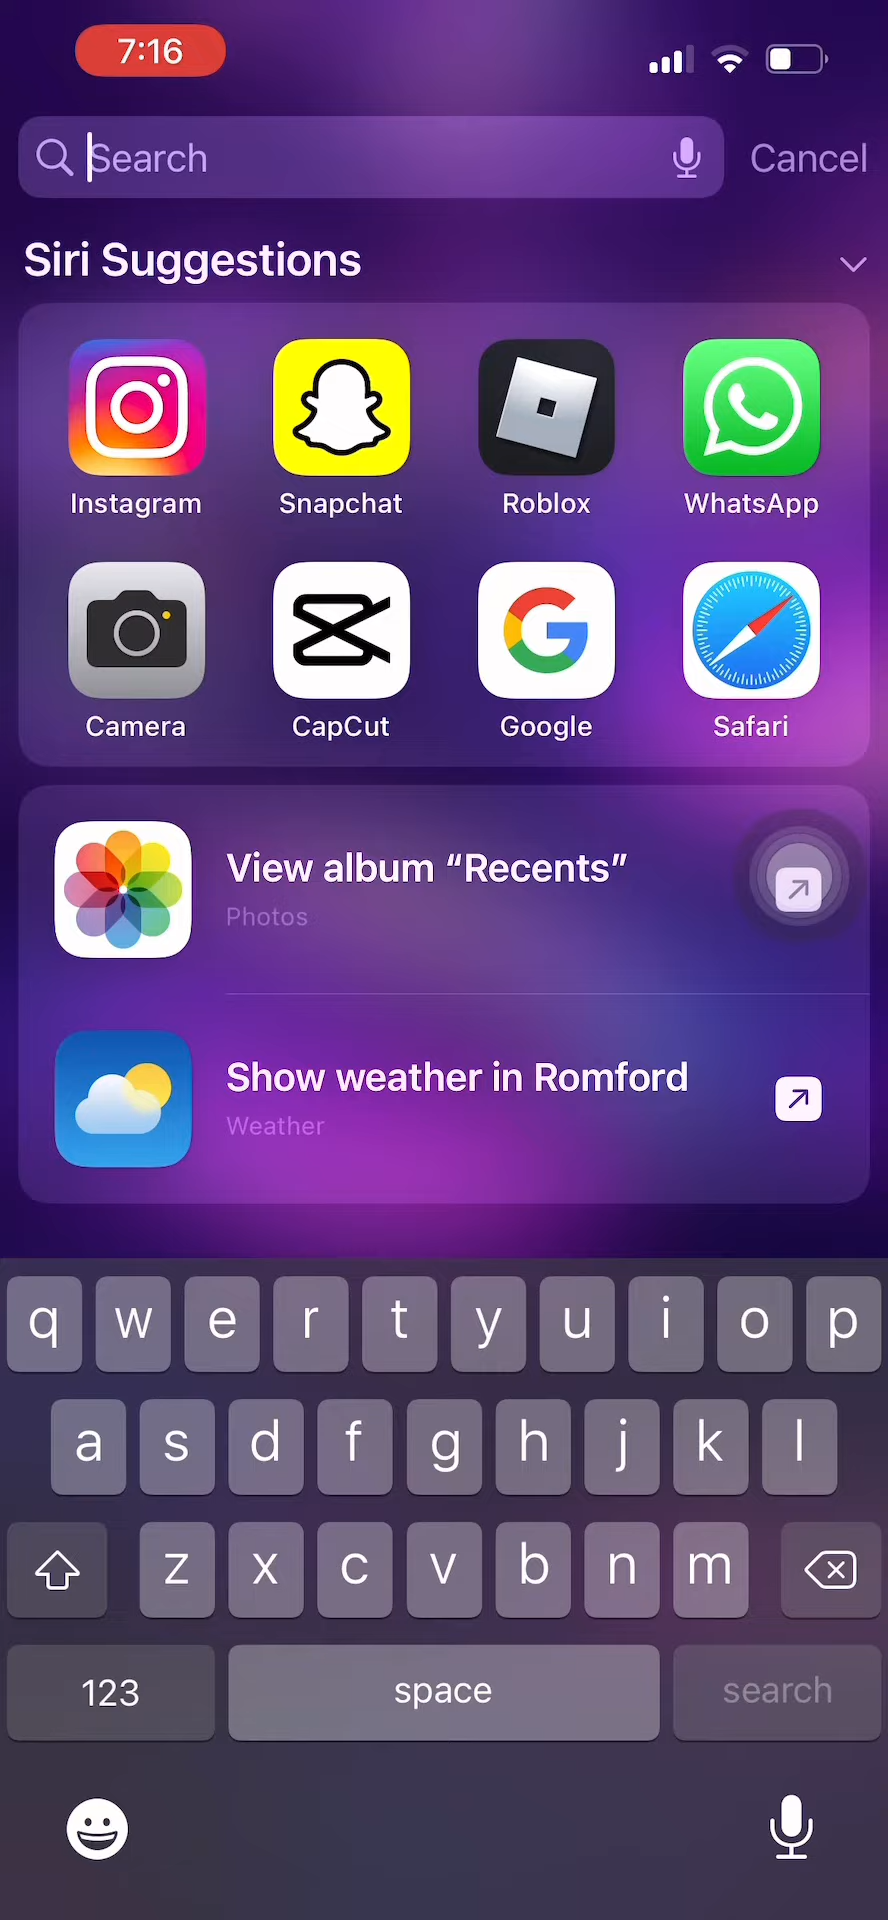 7:16
Search
Cancel
Siri Suggestions
Instagram
Snapchat
Roblox
WhatsApp
Camera
CapCut
Google
Safari
View album “Recents”
Photos
Show weather in Romford
Weather
q w e r t y u i o p
a s d f g h j k l
z x c v b n m
123 space search